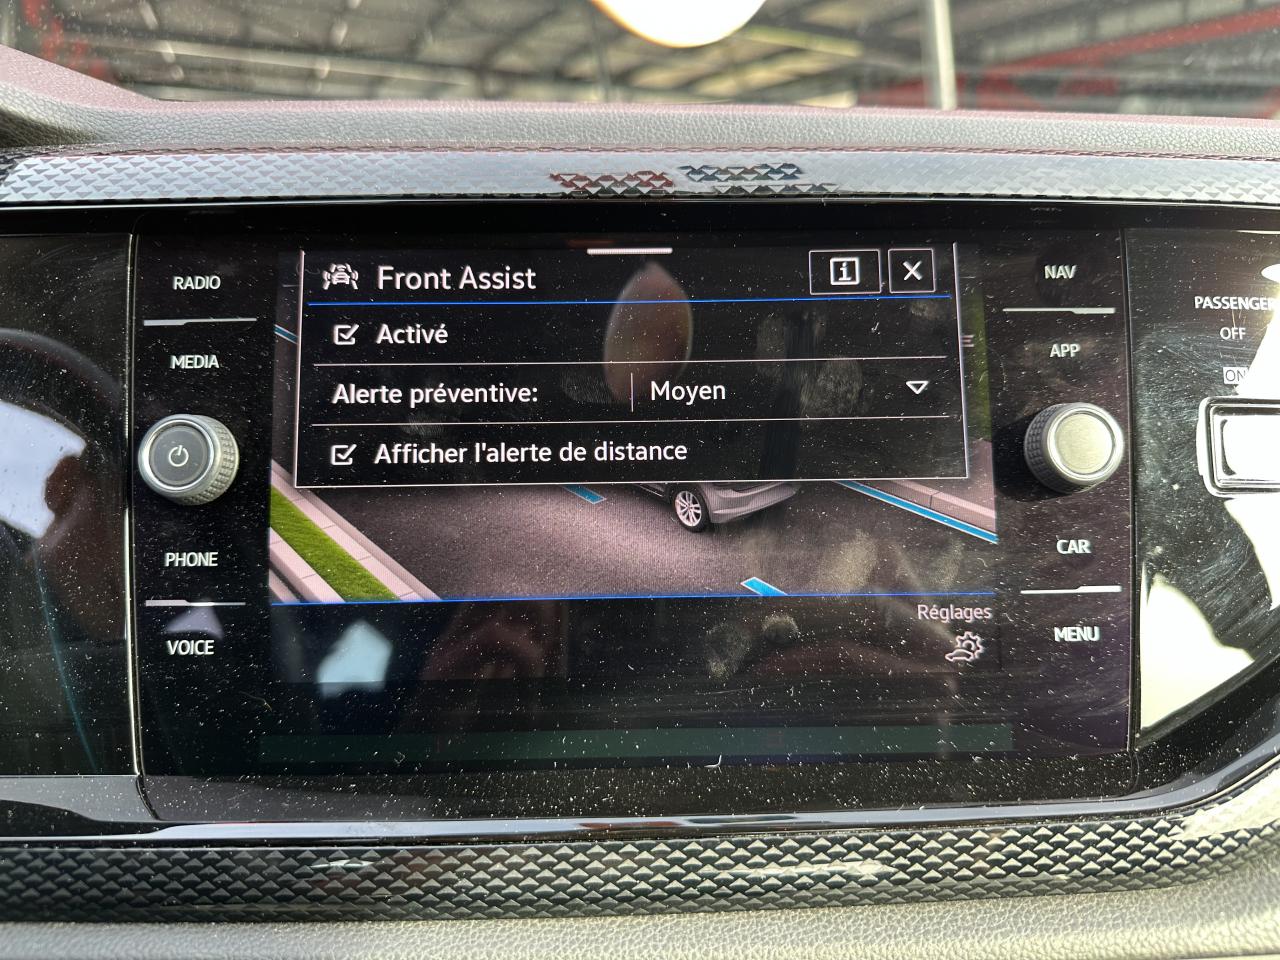 RADIO
MEDIA
PHONE
VOICE
Front Assist
i
X
Activé
Alerte préventive:
Moyen
Afficher l'alerte de distance
Réglages
NAV
APP
CAR
MENU
PASSENGER
OFF
ON